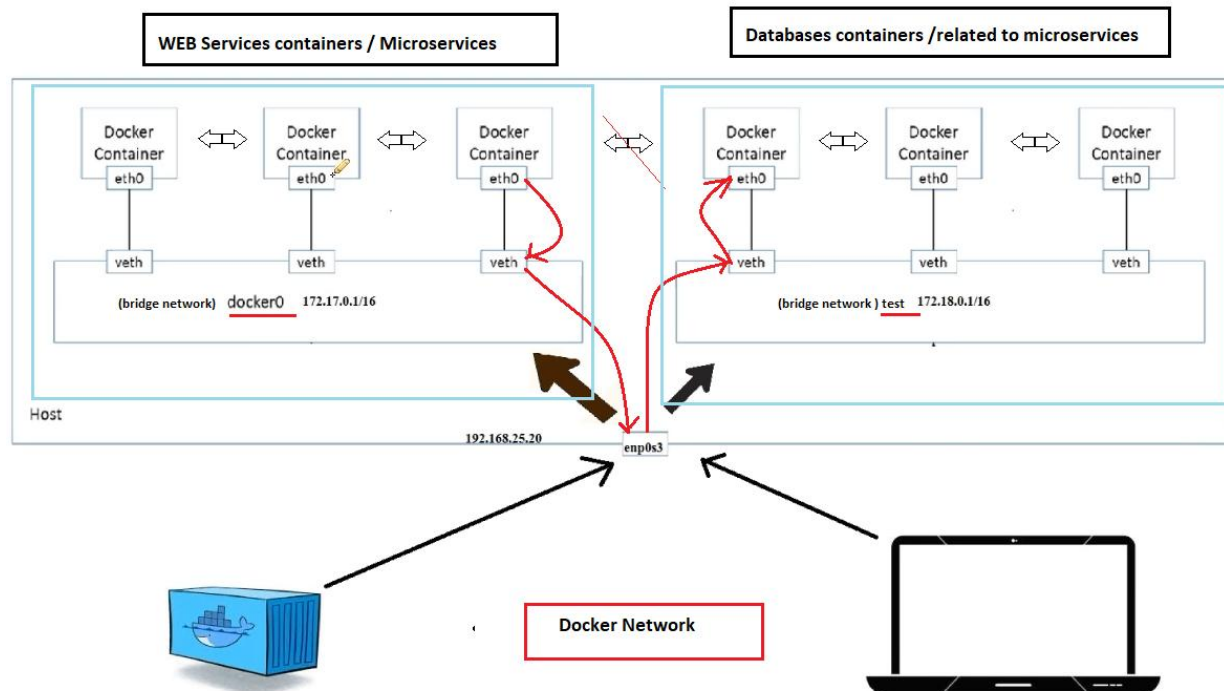 WEB Services containers / Microservices
Databases containers /related to microservices
Docker
Container
eth0
Docker
Container
eth0
Docker
Container
eth0
Docker
Container
eth0
Docker
Container
eth0
Docker
Container
eth0
veth
veth
veth
veth
veth
veth
(bridge network) docker0 172.17.0.1/16
(bridge network ) test 172.18.0.1/16
Host
192.168.25.20
enp0s3
Docker Network